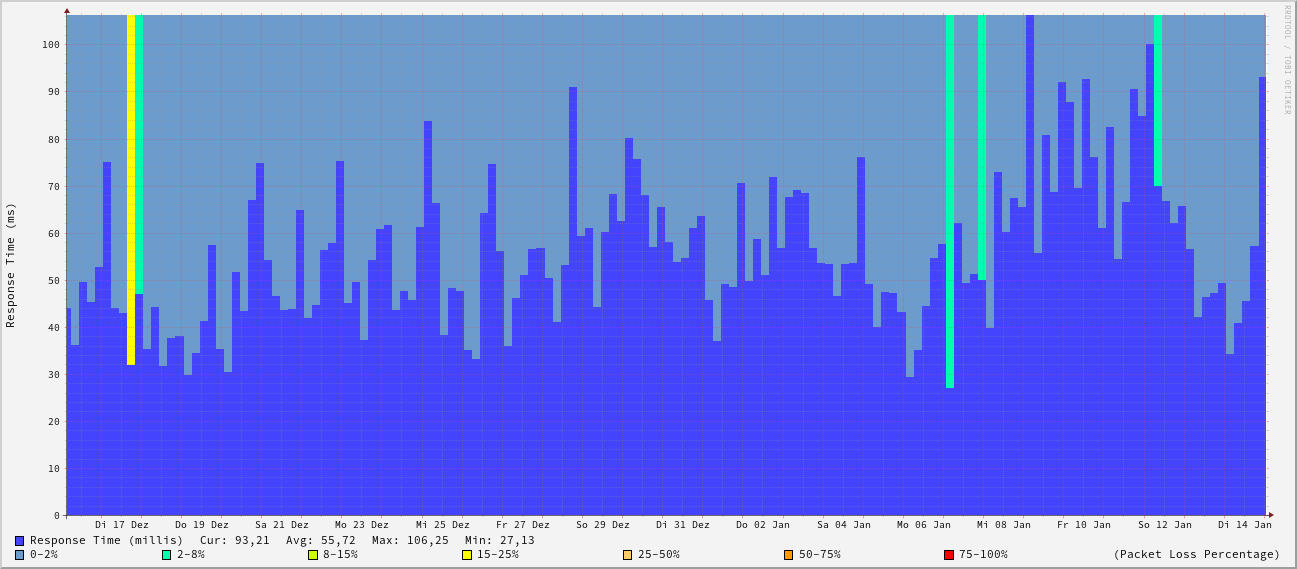 RRDTOOL / TOBI OETIKER
Response Time (ms)
100
90
80
70
60
50
40
30
20
10
0
Di 17 Dez Do 19 Dez Sa 21 Dez Mo 23 Dez Mi 25 Dez Fr 27 Dez So 29 Dez Di 31 Dez Do 02 Jan Sa 04 Jan Mo 06 Jan Mi 08 Jan Fr 10 Jan So 12 Jan Di 14 Jan
Response Time (millis) Cur: 93,21 Avg: 55,72 Max: 106,25 Min: 27,13
0-2% 2-8% 8-15% 15-25% 25-50% 50-75% 75-100% (Packet Loss Percentage)